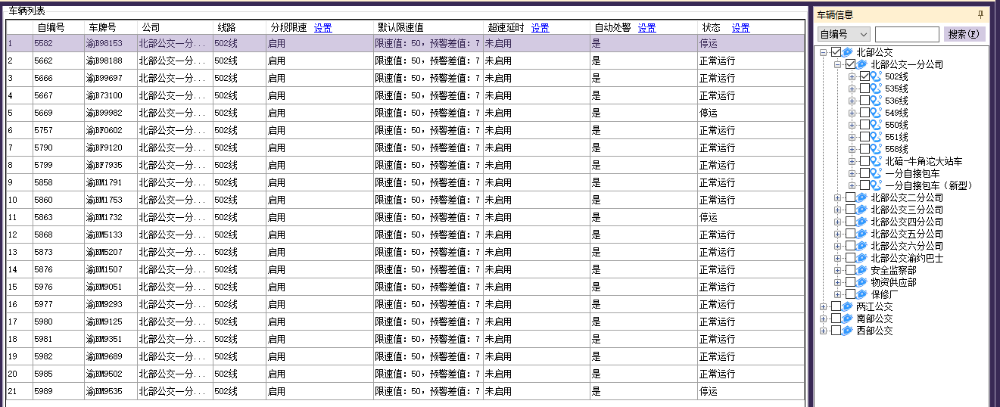 车辆列表
自编号 车牌号 公司 线路 分段限速 设置 默认限速值 超速延时 设置 自动处警 设置 状态 设置
1 5582 渝B98153 北部公交一分... 502线 启用 限速值: 50, 预警差值: 7 未启用 是 停运
2 5662 渝B98188 北部公交一分... 502线 启用 限速值: 50, 预警差值: 7 未启用 是 正常运行
3 5666 渝B99697 北部公交一分... 502线 启用 限速值: 50, 预警差值: 7 未启用 是 正常运行
4 5667 渝B73100 北部公交一分... 502线 启用 限速值: 50, 预警差值: 7 未启用 是 正常运行
5 5669 渝B99982 北部公交一分... 502线 启用 限速值: 50, 预警差值: 7 未启用 是 停运
6 5757 渝BF0602 北部公交一分... 502线 启用 限速值: 50, 预警差值: 7 未启用 是 正常运行
7 5790 渝BF9120 北部公交一分... 502线 启用 限速值: 50, 预警差值: 7 未启用 是 正常运行
8 5799 渝BF7935 北部公交一分... 502线 启用 限速值: 50, 预警差值: 7 未启用 是 正常运行
9 5858 渝BM1791 北部公交一分... 502线 启用 限速值: 50, 预警差值: 7 未启用 是 正常运行
10 5860 渝BM1753 北部公交一分... 502线 启用 限速值: 50, 预警差值: 7 未启用 是 正常运行
11 5863 渝BM1732 北部公交一分... 502线 启用 限速值: 50, 预警差值: 7 未启用 是 停运
12 5868 渝BM5133 北部公交一分... 502线 启用 限速值: 50, 预警差值: 7 未启用 是 正常运行
13 5873 渝BM5207 北部公交一分... 502线 启用 限速值: 50, 预警差值: 7 未启用 是 正常运行
14 5876 渝BM1507 北部公交一分... 502线 启用 限速值: 50, 预警差值: 7 未启用 是 正常运行
15 5976 渝BM9051 北部公交一分... 502线 启用 限速值: 50, 预警差值: 7 未启用 是 正常运行
16 5977 渝BM9293 北部公交一分... 502线 启用 限速值: 50, 预警差值: 7 未启用 是 正常运行
17 5980 渝BM9125 北部公交一分... 502线 启用 限速值: 50, 预警差值: 7 未启用 是 正常运行
18 5981 渝BM9351 北部公交一分... 502线 启用 限速值: 50, 预警差值: 7 未启用 是 正常运行
19 5982 渝BM9689 北部公交一分... 502线 启用 限速值: 50, 预警差值: 7 未启用 是 正常运行
20 5985 渝BM9502 北部公交一分... 502线 启用 限速值: 50, 预警差值: 7 未启用 是 正常运行
21 5989 渝BM9535 北部公交一分... 502线 启用 限速值: 50, 预警差值: 7 未启用 是 停运
车辆信息
自编号 搜索(F)
北部公交
北部公交一分公司
502线
535线
536线
549线
550线
551线
558线
北碚-牛角沱大站车
一分自接包车
一分自接包车（新型）
北部公交二分公司
北部公交三分公司
北部公交四分公司
北部公交五分公司
北部公交六分公司
北部公交渝约巴士
安全监察部
物资供应部
保修厂
两江公交
南部公交
西部公交